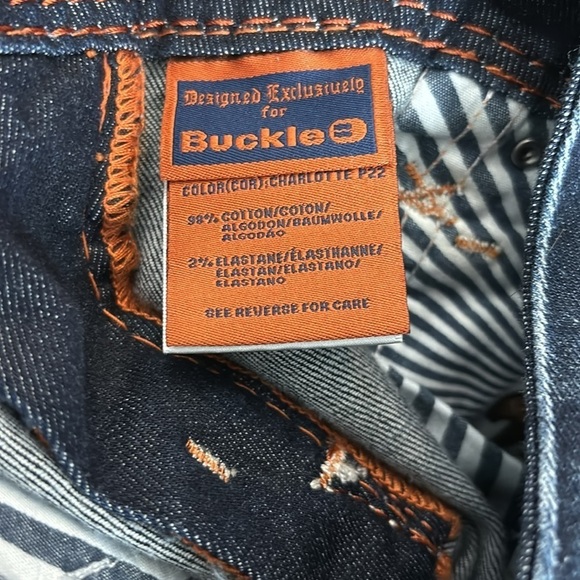 Designed Exclusively
for
Buckle B
COLOR(COR):CHARLOTTE P22
98% COTTON/COTON/
ALGODON/BAUMWOLLE/
ALGODÃO
2% ELASTANE/ÉLASTHANNE/
ELASTAN/ELASTANO/
ELASTANO
SEE REVERSE FOR CARE